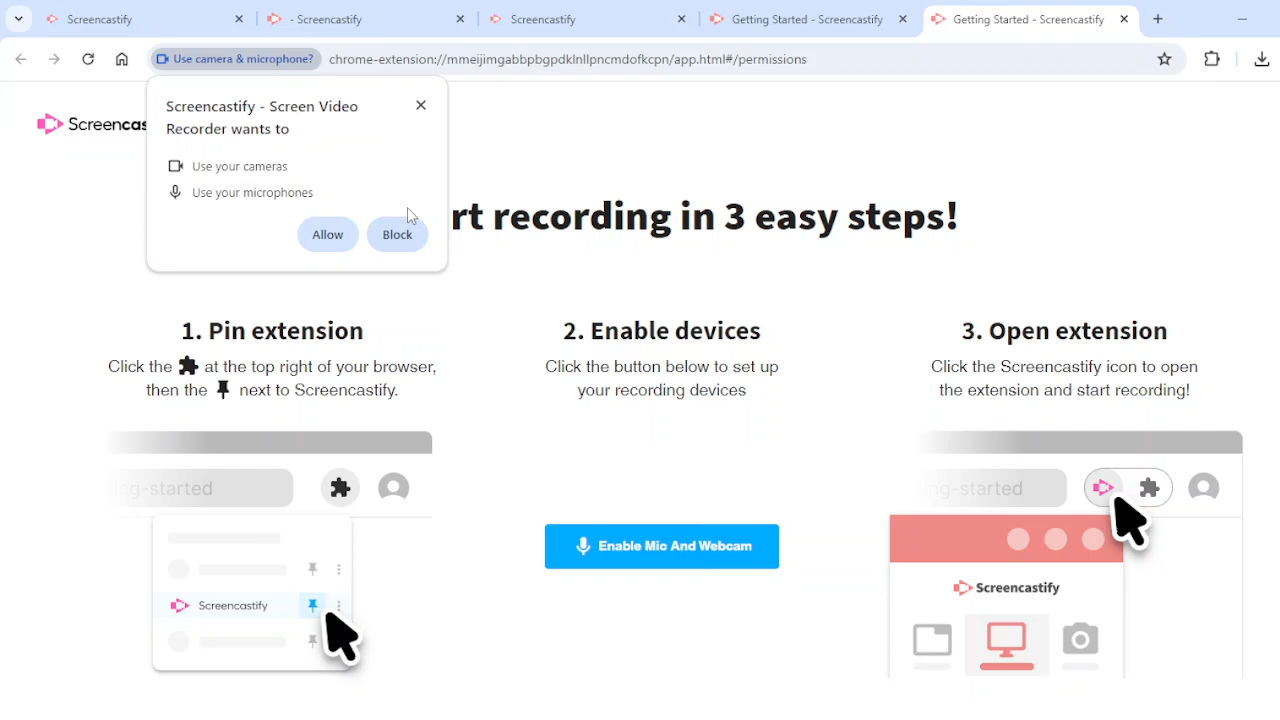 Screencastify
- Screencastify
Screencastify
Getting Started - Screencastify
Getting Started - Screencastify
Use camera & microphone?
chrome-extension://mmeijimgabbpbgpdklnllpncmdofkcpn/app.html#/permissions
Screencastify - Screen Video
Recorder wants to
Use your cameras
Use your microphones
Allow
Block
rt recording in 3 easy steps!
1. Pin extension
Click the at the top right of your browser,
then the next to Screencastify.
ng-started
Screencastify
2. Enable devices
Click the button below to set up
your recording devices
Enable Mic And Webcam
3. Open extension
Click the Screencastify icon to open
the extension and start recording!
ng-started
Screencastify